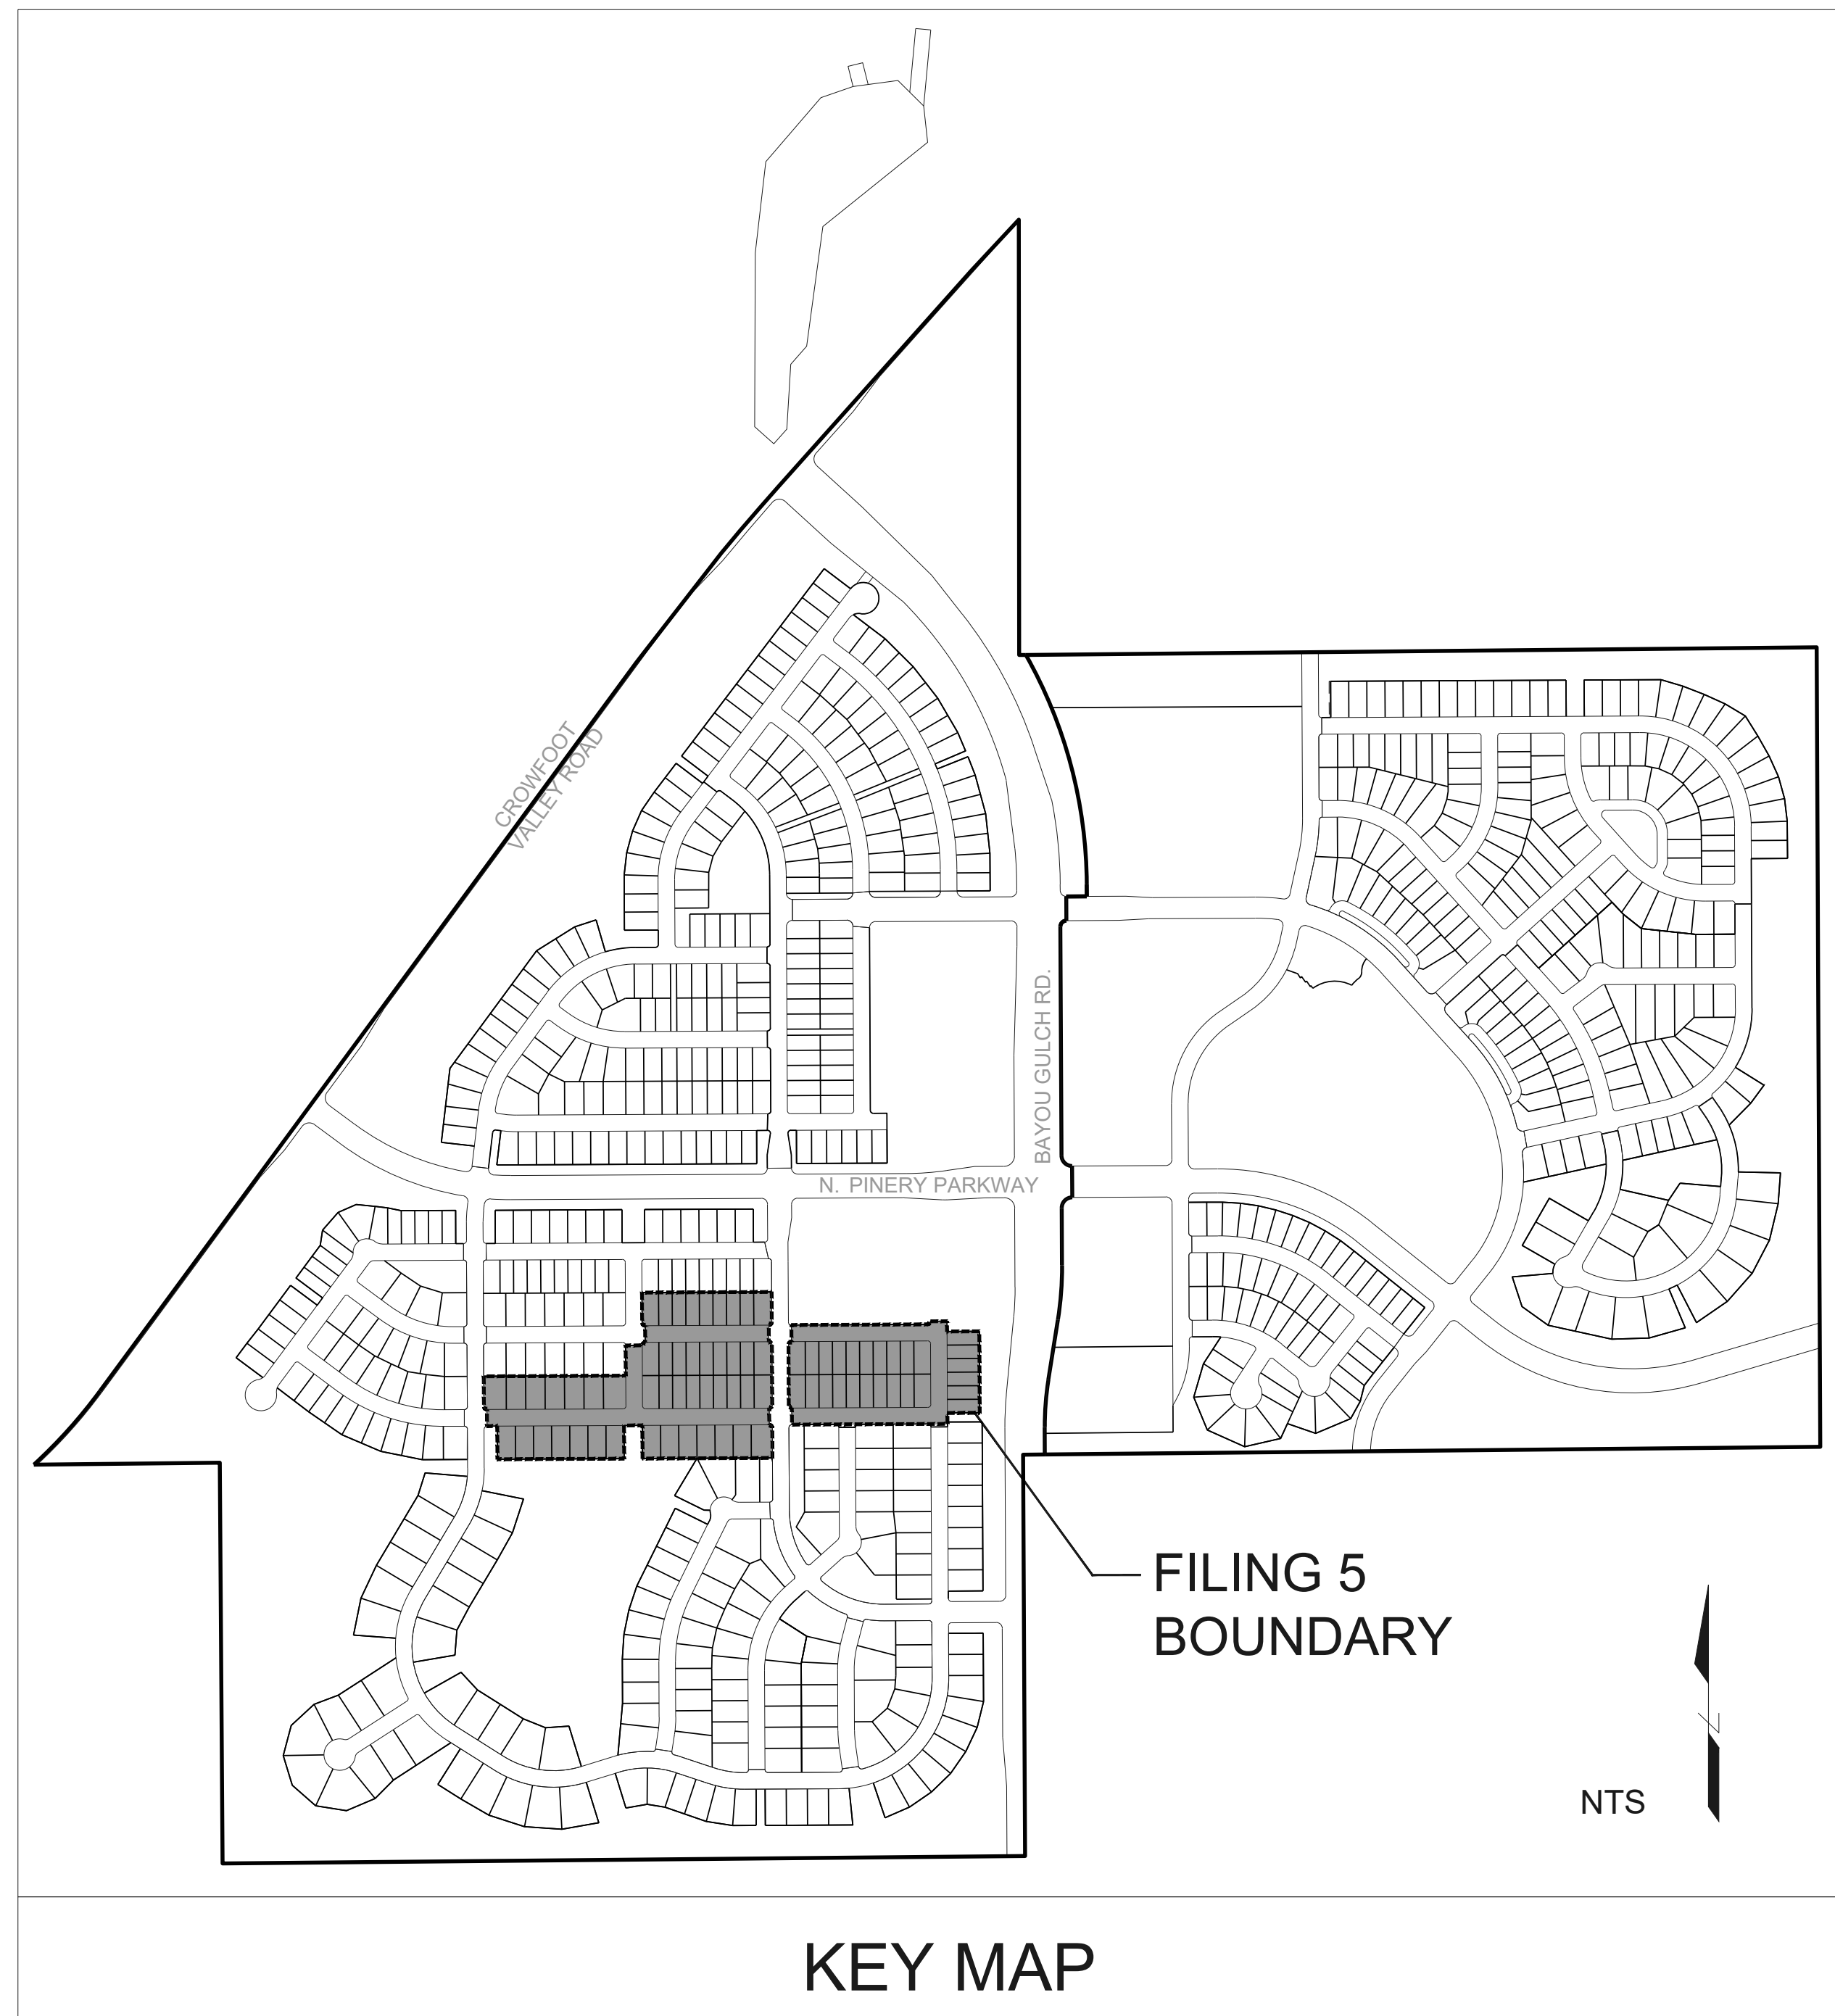 CROWFOOT
VALLEY ROAD
BAYOU GULCH RD.
N. PINERY PARKWAY
FILING 5
BOUNDARY
NTS
KEY MAP